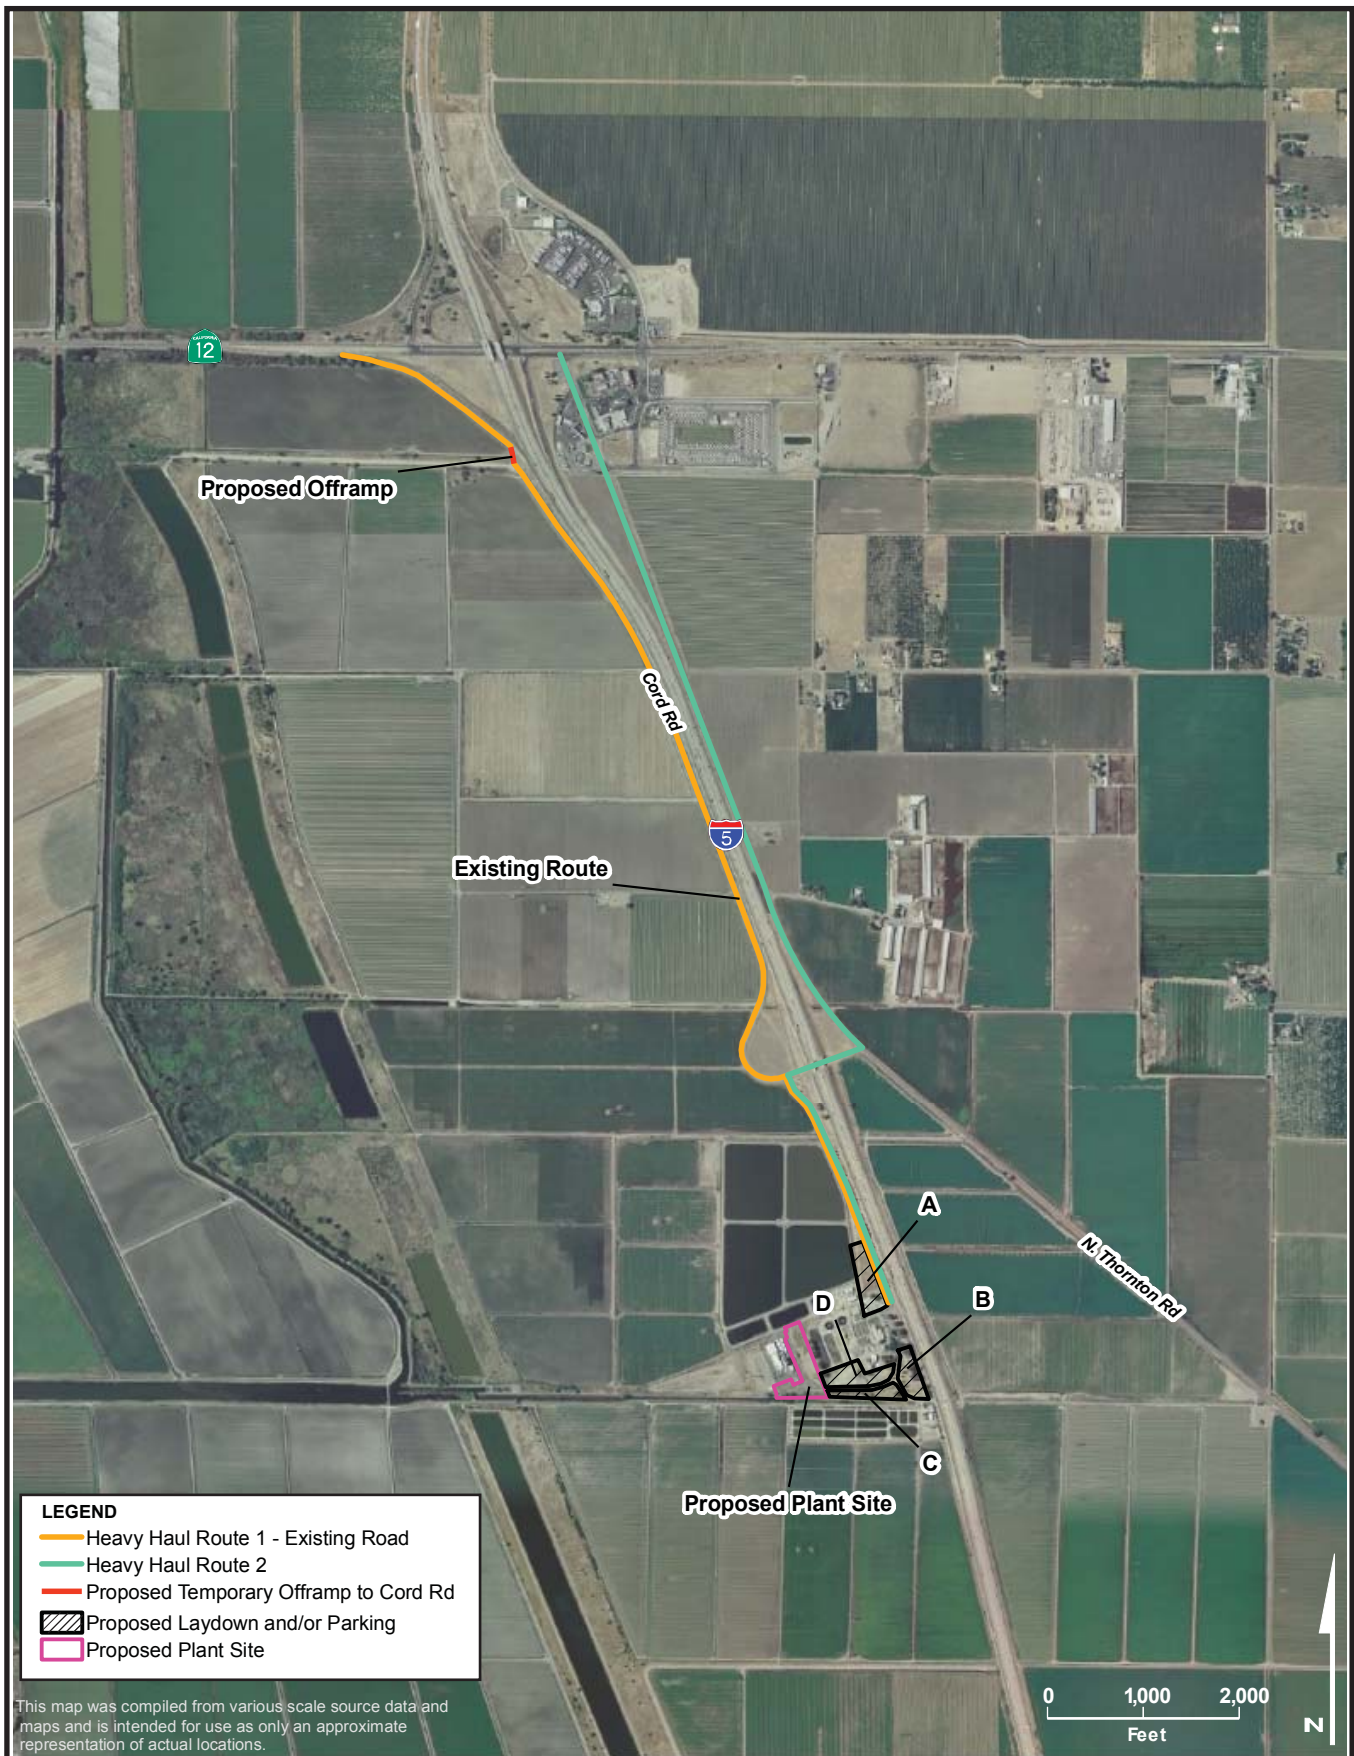 CALIFORNIA
12
Proposed Offramp
Cord Rd
5
Existing Route
A
N. Thornton Rd
B
D
C
Proposed Plant Site
LEGEND
Heavy Haul Route 1 - Existing Road
Heavy Haul Route 2
Proposed Temporary Offramp to Cord Rd
Proposed Laydown and/or Parking
Proposed Plant Site
This map was compiled from various scale source data and
maps and is intended for use as only an approximate
representation of actual locations.
0 1,000 2,000
Feet
N